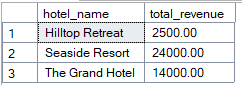 hotel_name total_revenue
1 Hilltop Retreat 2500.00
2 Seaside Resort 24000.00
3 The Grand Hotel 14000.00